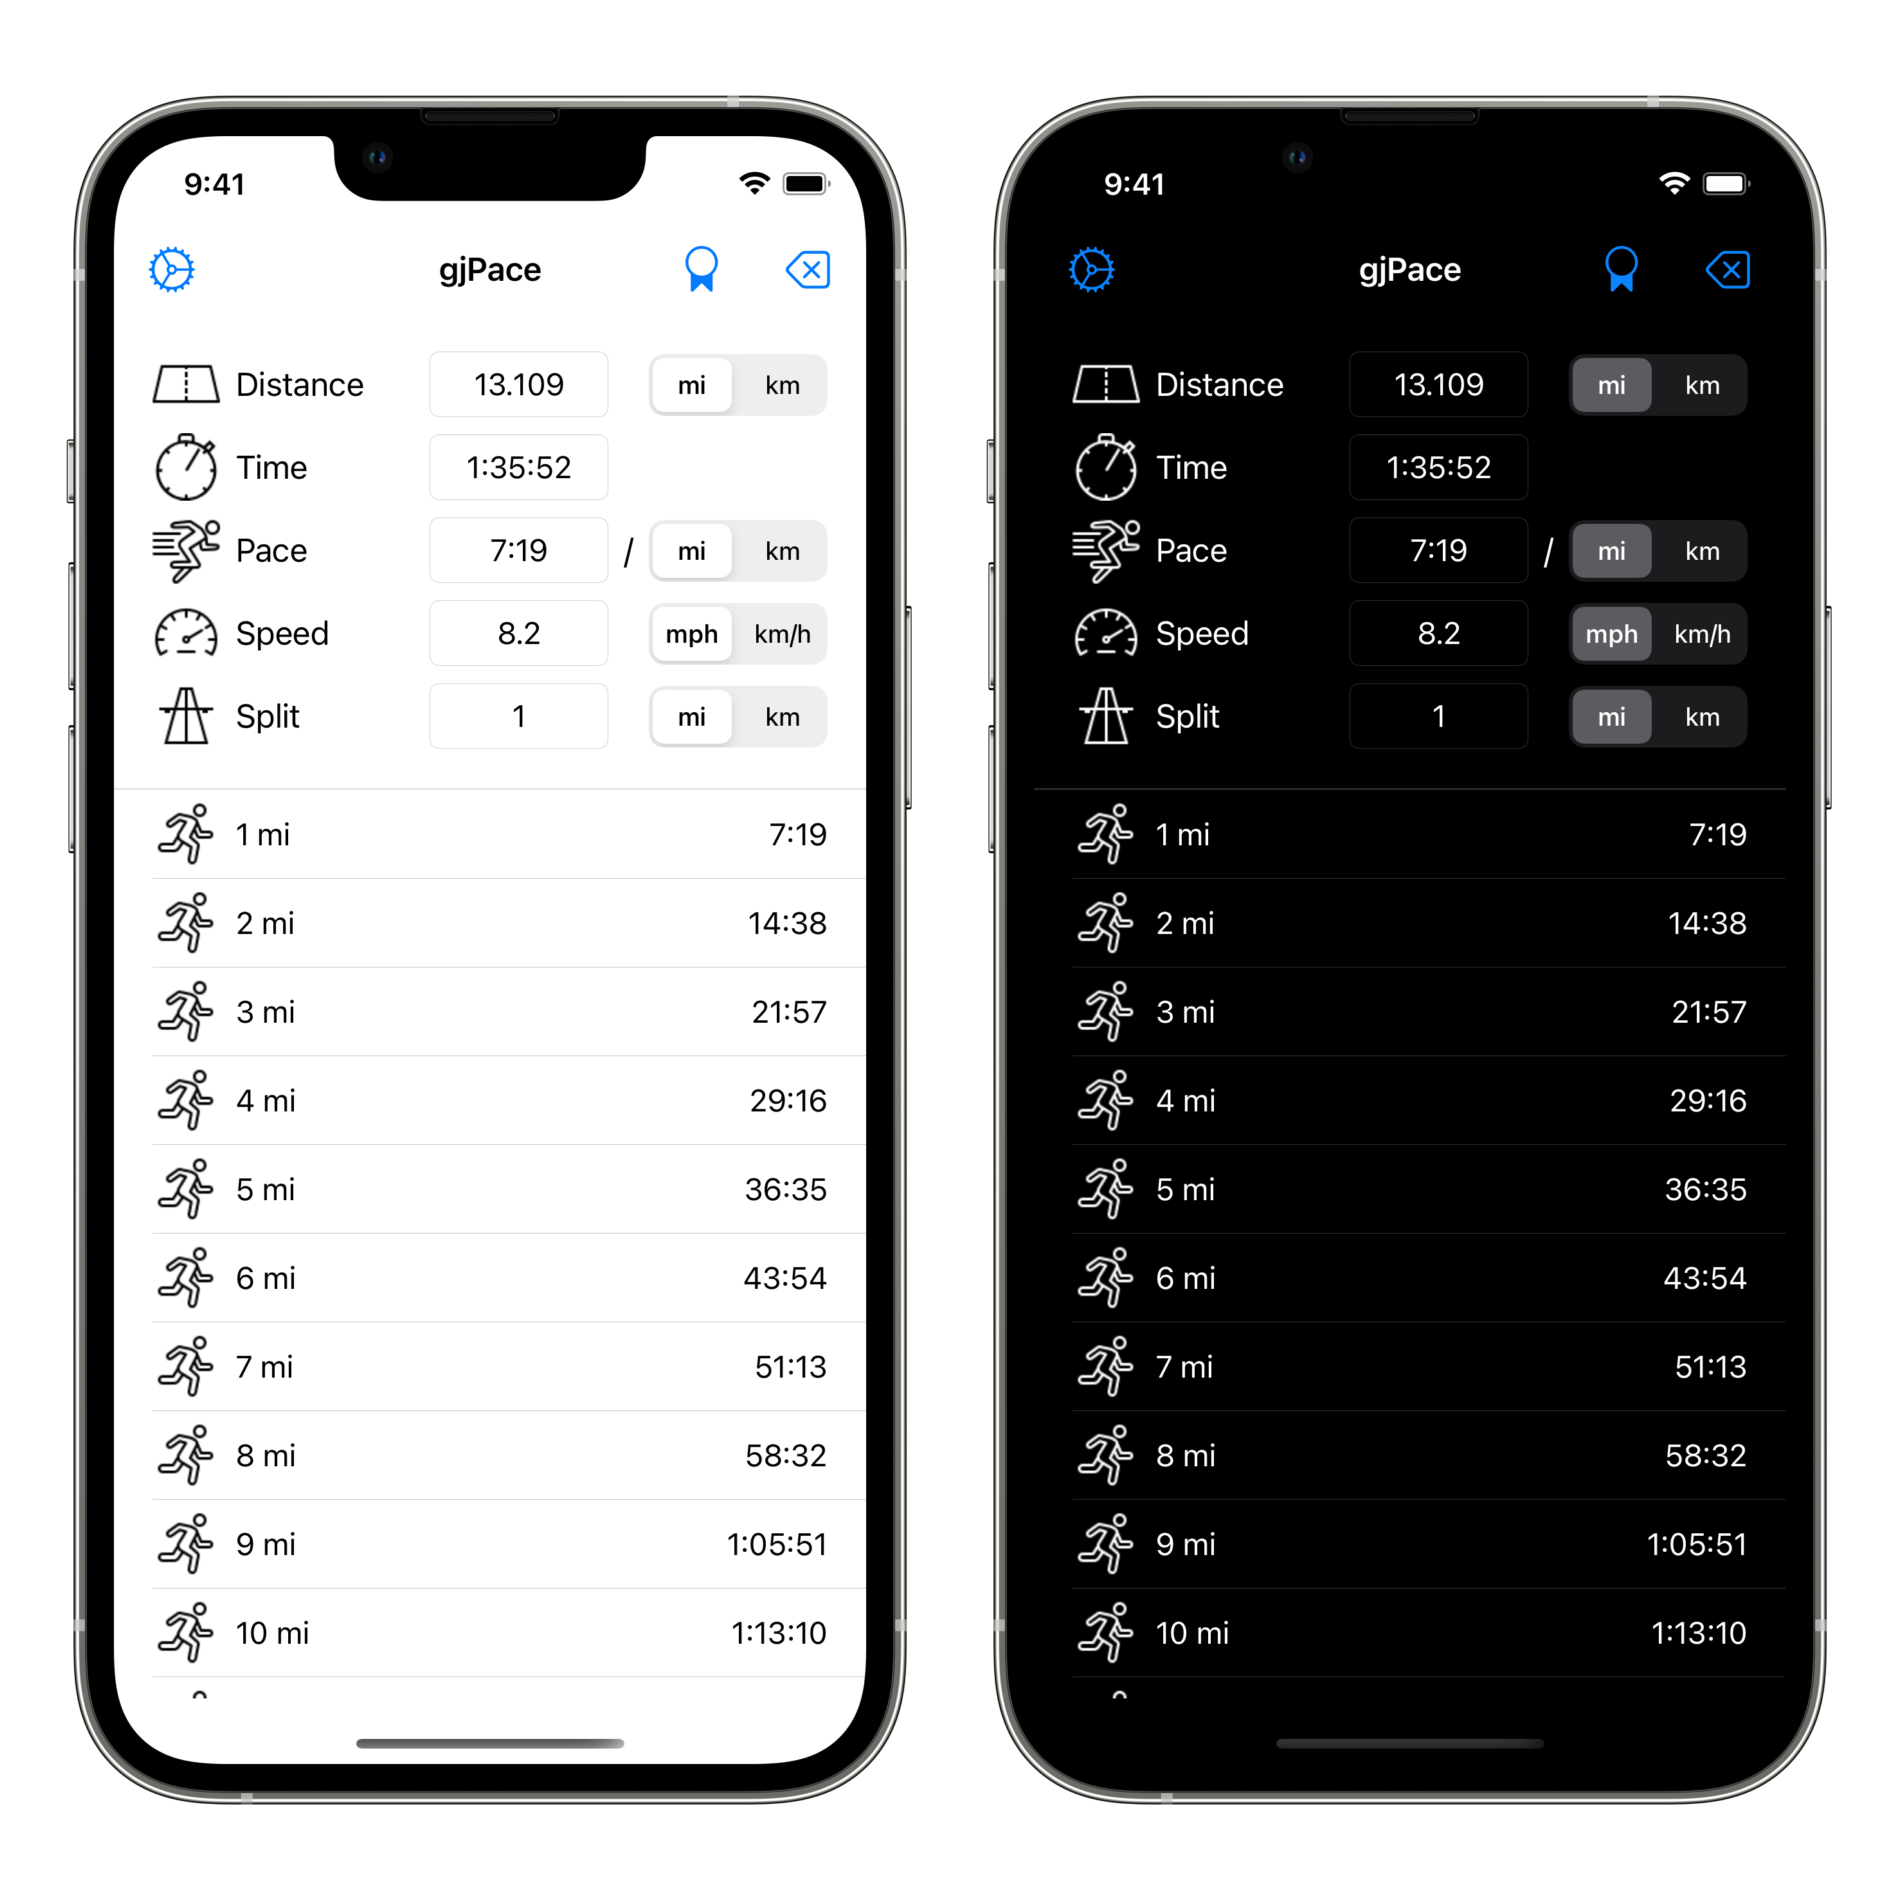 9:41
gjPace
Distance 13.109 mi km
Time 1:35:52
Pace 7:19 / mi km
Speed 8.2 mph km/h
Split 1 mi km
1 mi 7:19
2 mi 14:38
3 mi 21:57
4 mi 29:16
5 mi 36:35
6 mi 43:54
7 mi 51:13
8 mi 58:32
9 mi 1:05:51
10 mi 1:13:10
9:41
gjPace
Distance 13.109 mi km
Time 1:35:52
Pace 7:19 / mi km
Speed 8.2 mph km/h
Split 1 mi km
1 mi 7:19
2 mi 14:38
3 mi 21:57
4 mi 29:16
5 mi 36:35
6 mi 43:54
7 mi 51:13
8 mi 58:32
9 mi 1:05:51
10 mi 1:13:10